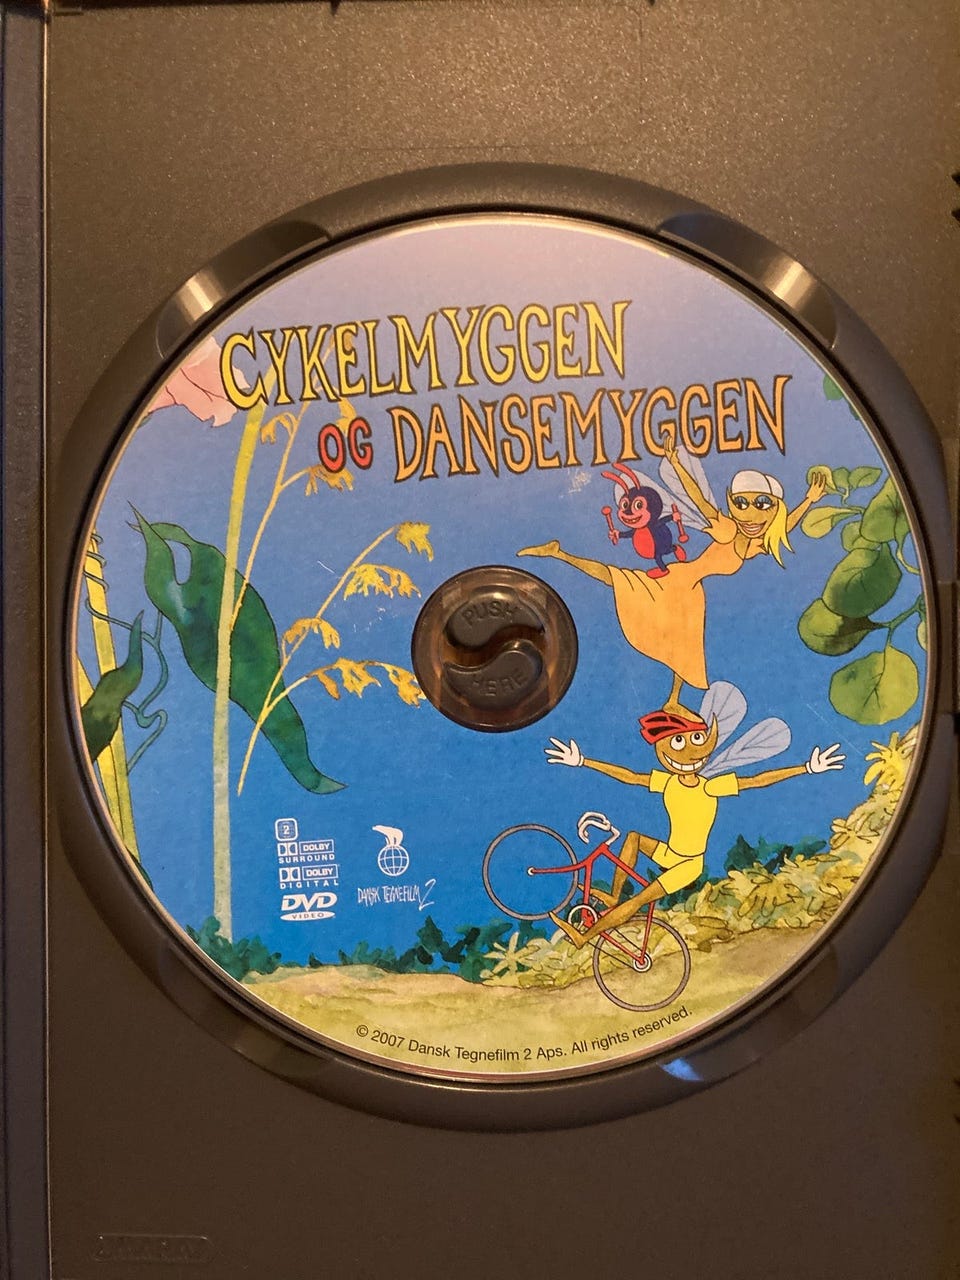 CYKELMYGGEN
OG DANSEMYGGEN
PUSH
HERE
2
DOLBY
SURROUND
DOLBY
DIGITAL
DVD
VIDEO
DANSK TEGNEFILM 2
© 2007 Dansk Tegnefilm 2 Aps. All rights reserved.